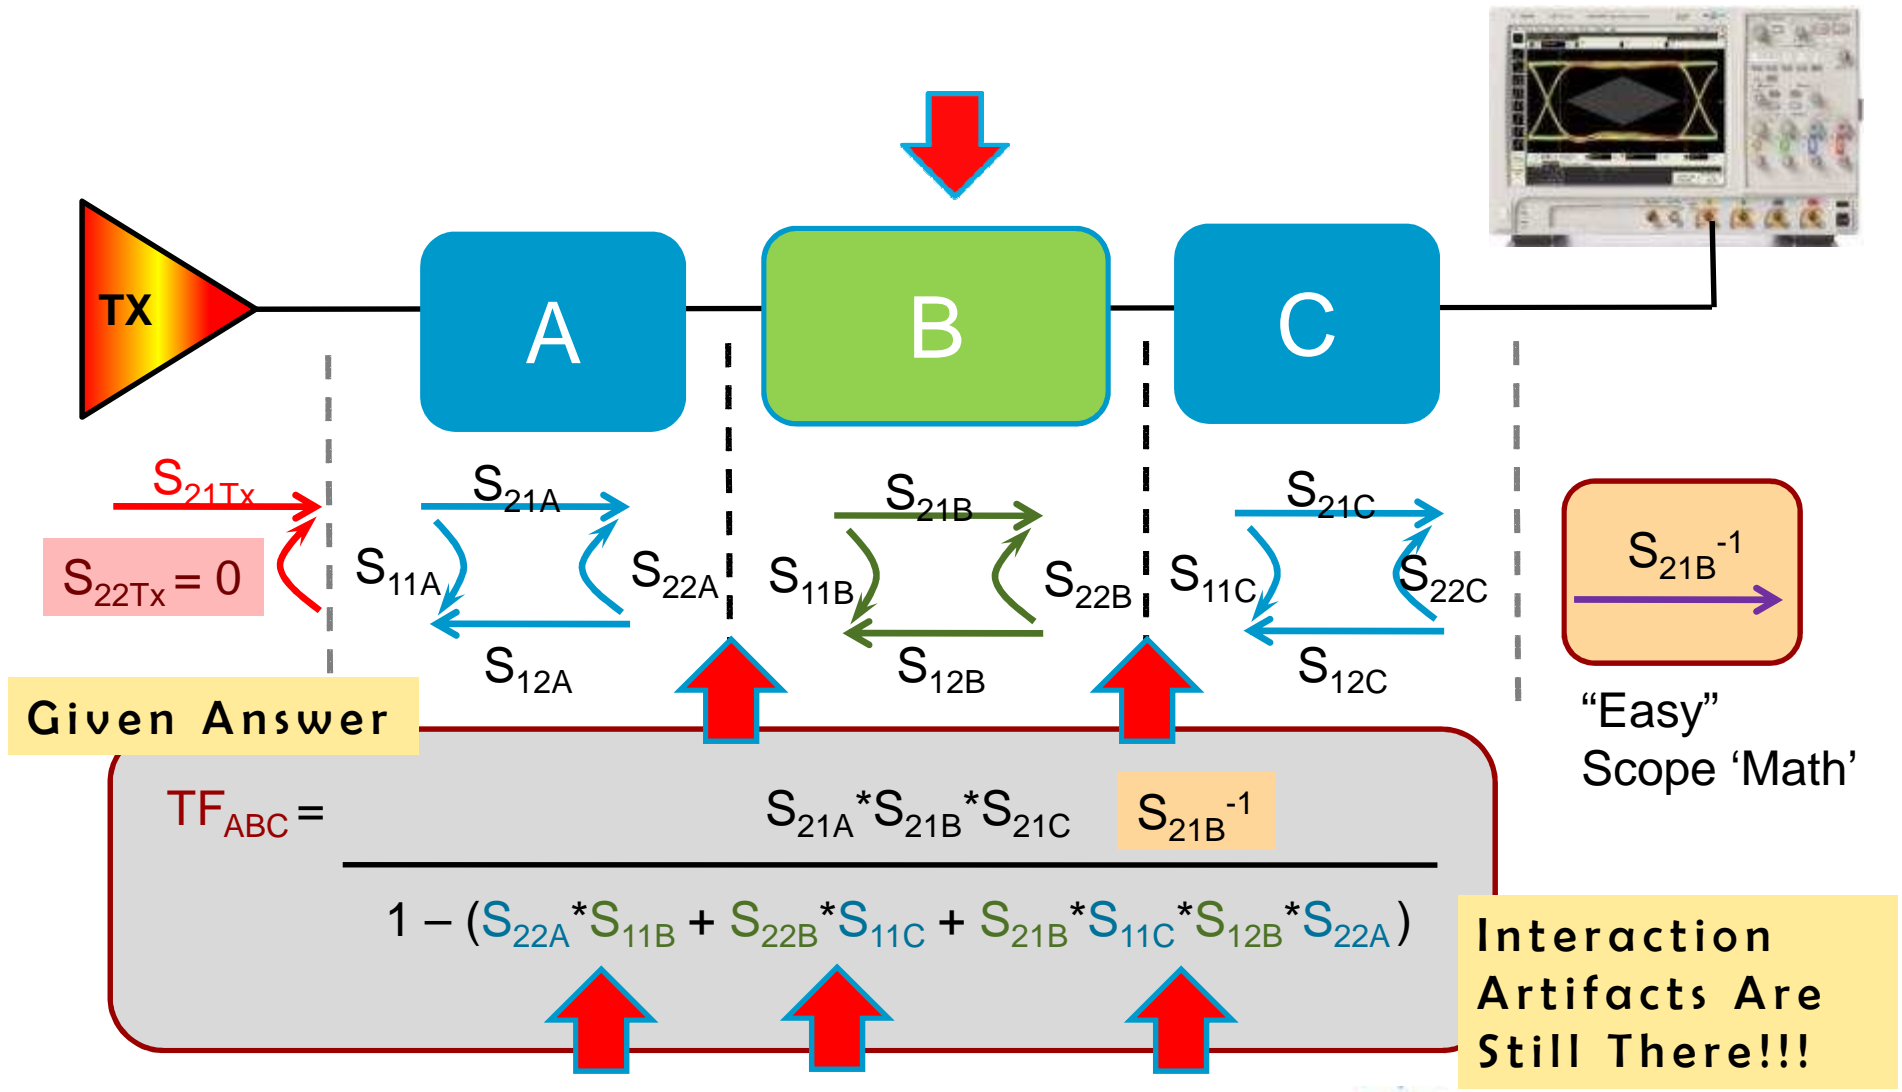 TX
A
B
C
S21Tx
S22Tx = 0
S21A
S11A
S22A
S12A
S21B
S11B
S22B
S12B
S21C
S11C
S22C
S12C
S21B-1
“Easy”
Scope ‘Math’
Given Answer
TFABC = S21A*S21B*S21C S21B-1
1 – (S22A*S11B + S22B*S11C + S21B*S11C*S12B*S22A)
Interaction
Artifacts Are
Still There!!!